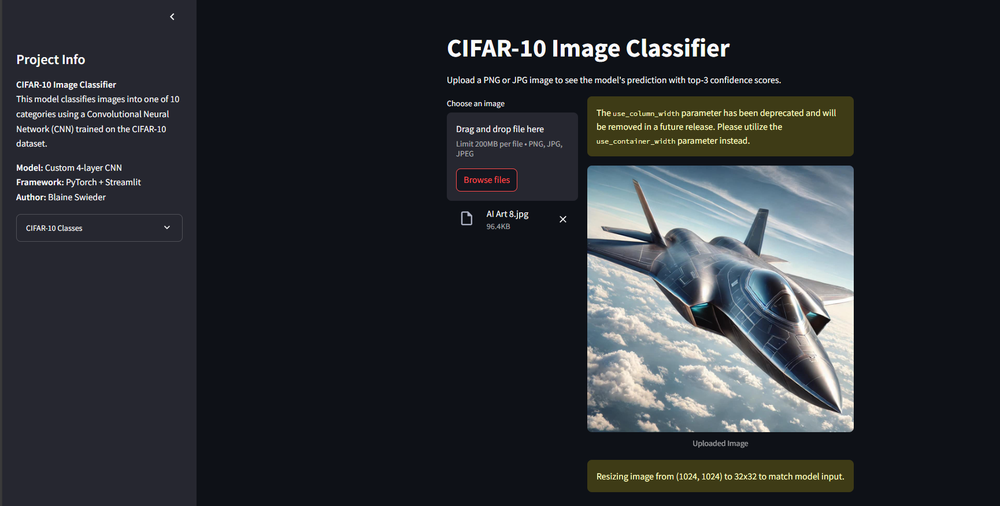 Project Info
CIFAR-10 Image Classifier
This model classifies images into one of 10
categories using a Convolutional Neural
Network (CNN) trained on the CIFAR-10
dataset.
Model: Custom 4-layer CNN
Framework: PyTorch + Streamlit
Author: Blaine Swieder
CIFAR-10 Classes
CIFAR-10 Image Classifier
Upload a PNG or JPG image to see the model's prediction with top-3 confidence scores.
Choose an image
Drag and drop file here
Limit 200MB per file • PNG, JPG,
JPEG
Browse files
AI Art 8.jpg
96.4KB
The use_column_width parameter has been deprecated and will
be removed in a future release. Please utilize the
use_container_width parameter instead.
Uploaded Image
Resizing image from (1024, 1024) to 32x32 to match model input.